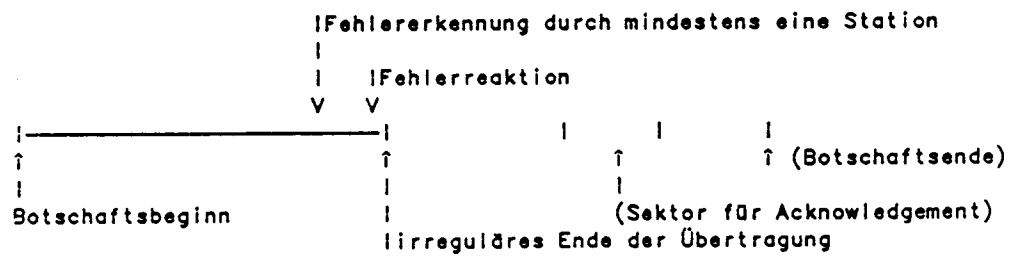 Fehlererkennung durch mindestens eine Station
Fehlerreaktion
(Botschaftsende)
Botschaftsbeginn
(Sektor für Acknowledgement)
irreguläres Ende der Übertragung